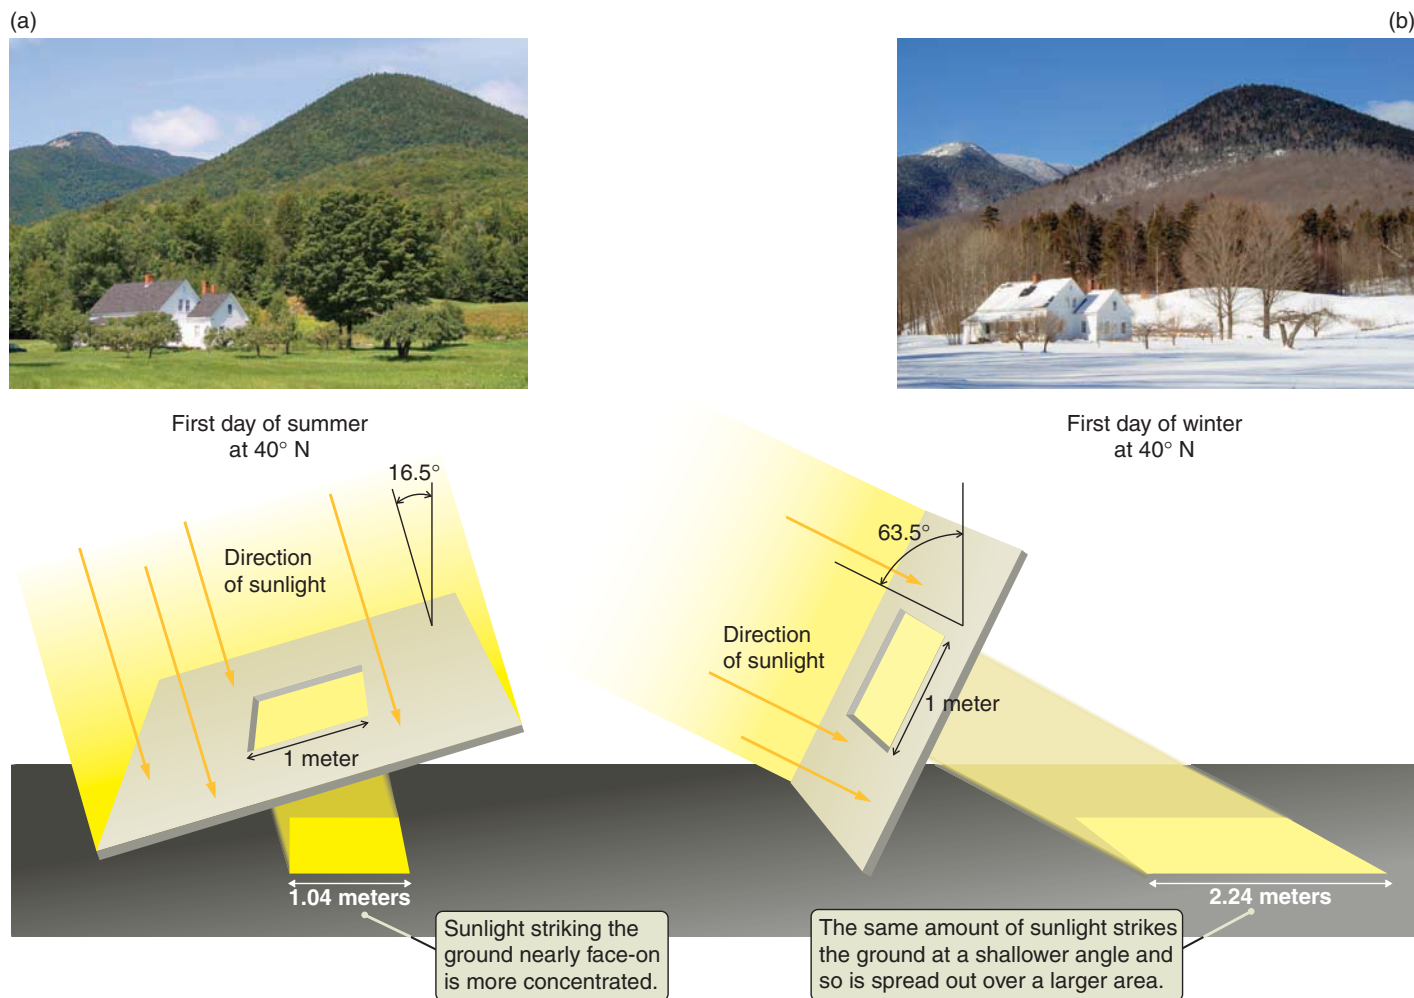 (a)
(b)
First day of summer
at 40° N
First day of winter
at 40° N
16.5°
Direction
of sunlight
1 meter
1.04 meters
Sunlight striking the
ground nearly face-on
is more concentrated.
63.5°
Direction
of sunlight
1 meter
2.24 meters
The same amount of sunlight strikes
the ground at a shallower angle and
so is spread out over a larger area.